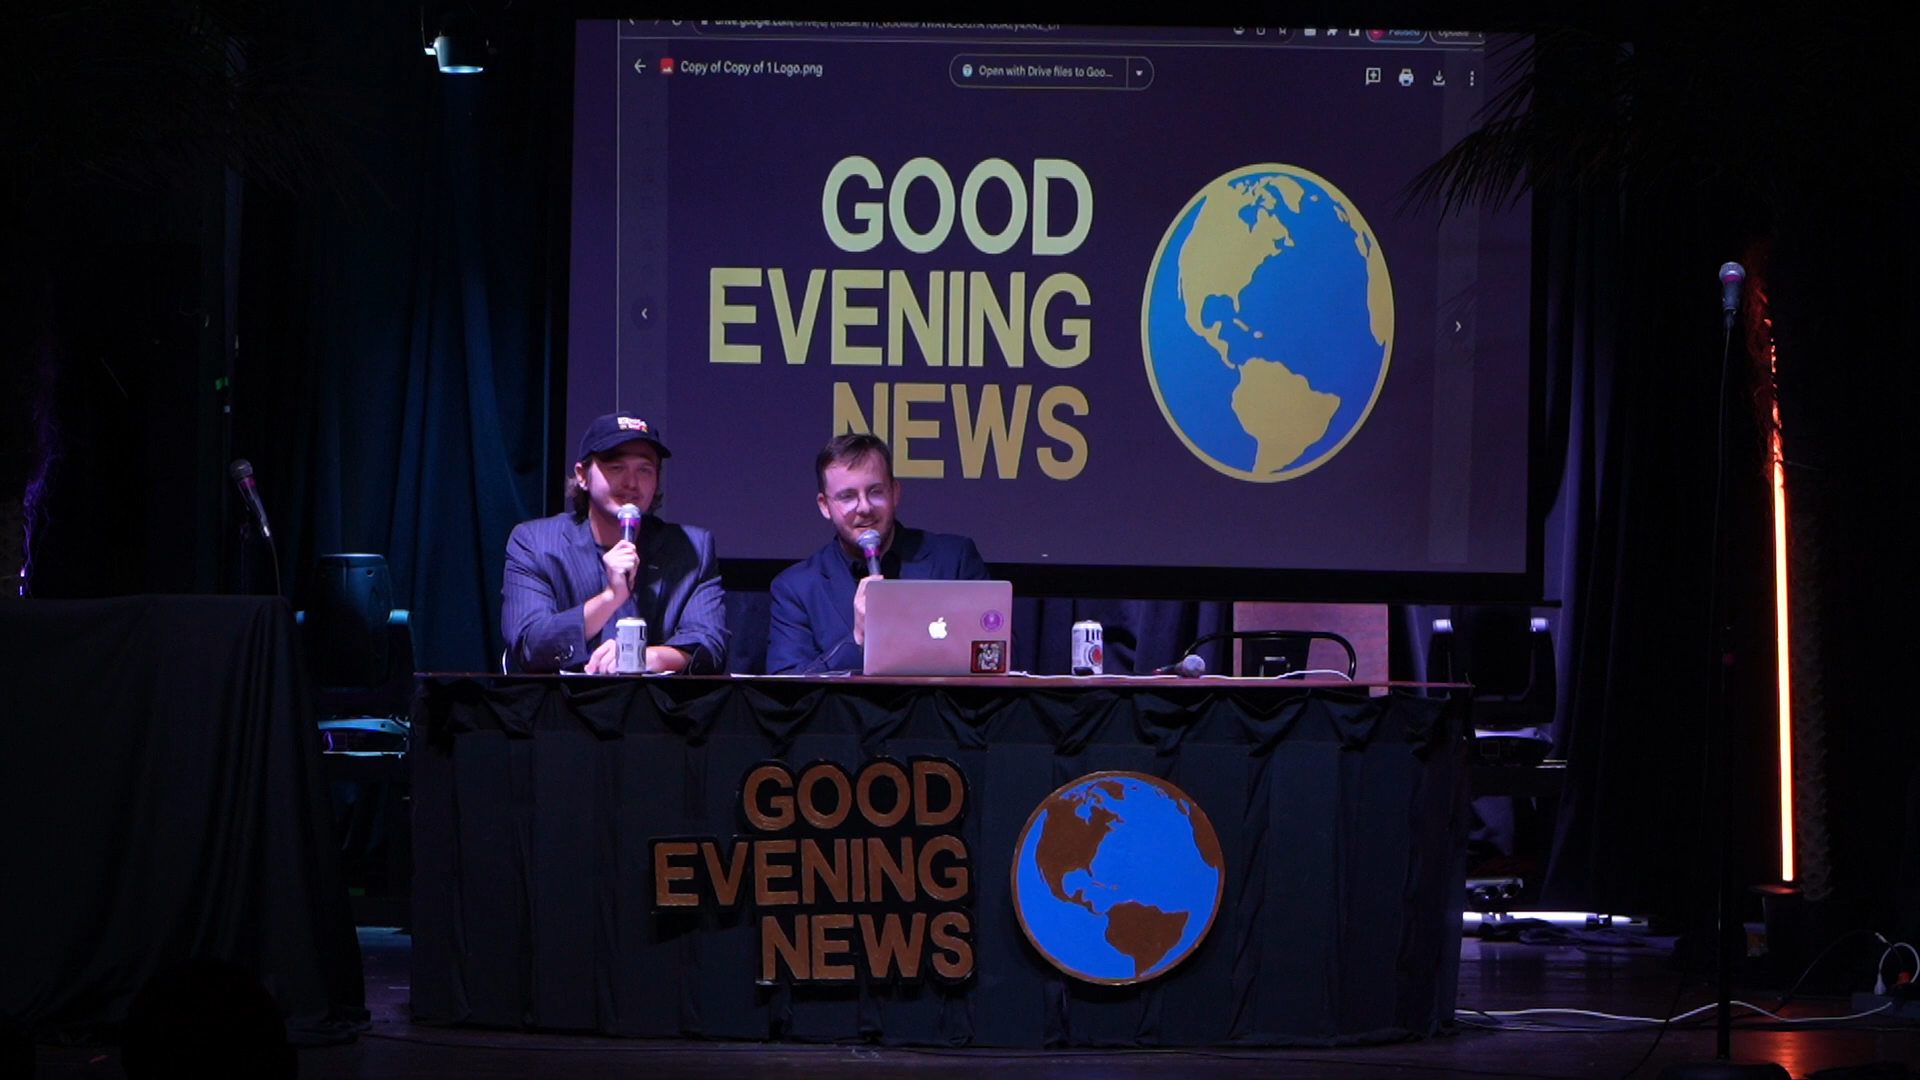 Copy of Copy of 1 Logo.png
Open with Drive files to Goo...
GOOD
EVENING
NEWS
GOOD
EVENING
NEWS